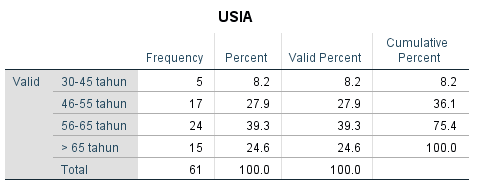 USIA
Frequency Percent Valid Percent Cumulative Percent
Valid 30-45 tahun 5 8.2 8.2 8.2
46-55 tahun 17 27.9 27.9 36.1
56-65 tahun 24 39.3 39.3 75.4
> 65 tahun 15 24.6 24.6 100.0
Total 61 100.0 100.0